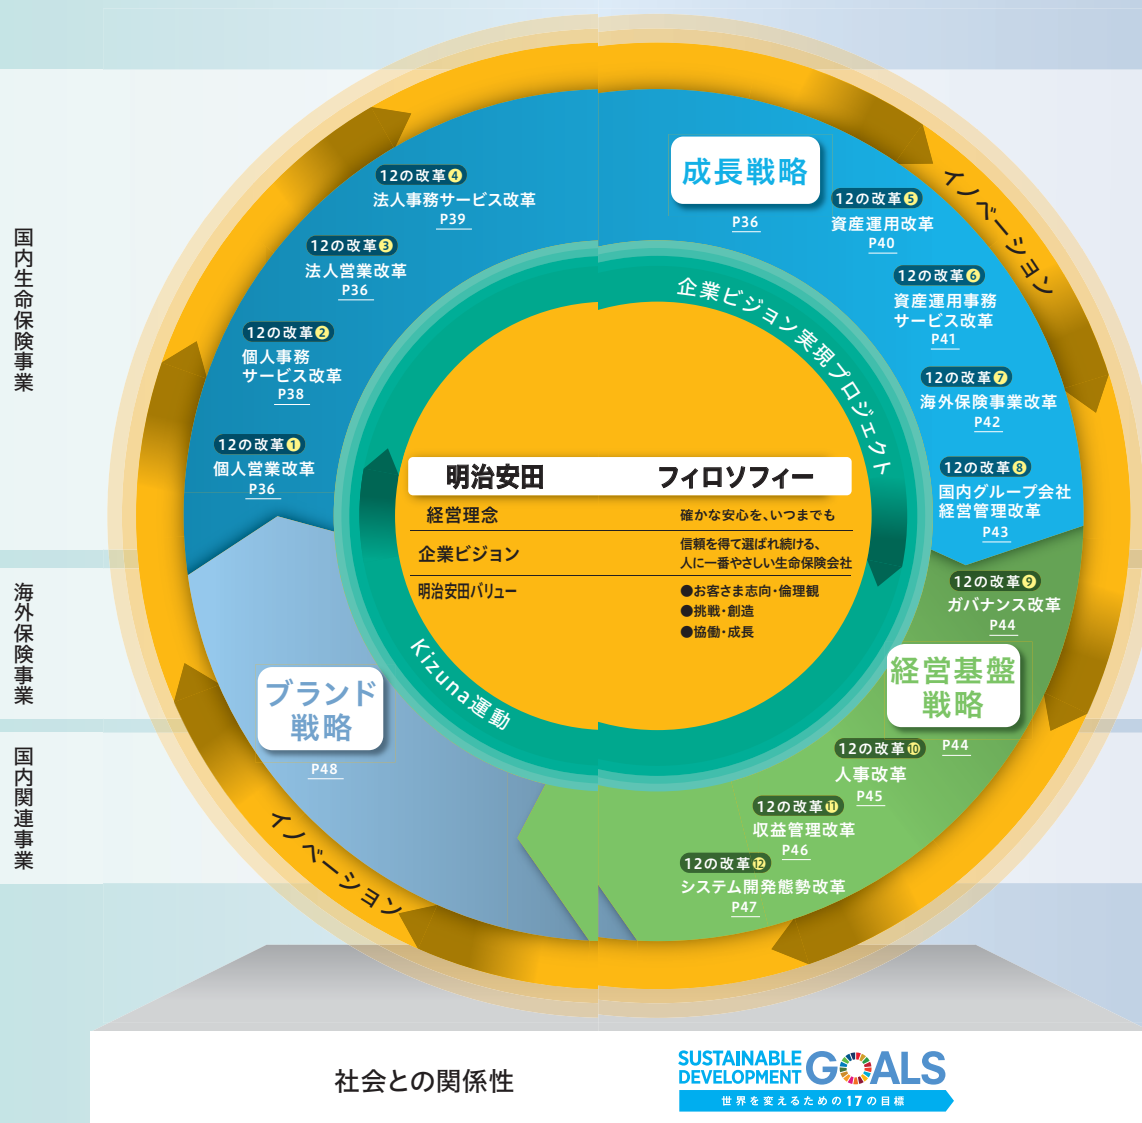 国内生命保険事業
海外保険事業
国内関連事業
12の改革④
法人事務サービス改革
P39
12の改革③
法人営業改革
P36
12の改革②
個人事務
サービス改革
P38
12の改革①
個人営業改革
P36
成長戦略
P36
12の改革⑤
資産運用改革
P40
12の改革⑥
資産運用事務
サービス改革
P41
12の改革⑦
海外保険事業改革
P42
12の改革⑧
国内グループ会社
経営管理改革
P43
イノベーション
企業ビジョン実現プロジェクト
明治安田 フィロソフィー
経営理念 確かな安心を、いつまでも
企業ビジョン 信頼を得て選ばれ続ける、
人に一番やさしい生命保険会社
明治安田バリュー ●お客さま志向・倫理観
●挑戦・創造
●協働・成長
Kizuna運動
12の改革⑨
ガバナンス改革
P44
経営基盤
戦略
P44
12の改革⑩
人事改革
P45
12の改革⑪
収益管理改革
P46
12の改革⑫
システム開発態勢改革
P47
ブランド
戦略
P48
イノベーション
社会との関係性
SUSTAINABLE
DEVELOPMENT GOALS
世界を変えるための17の目標